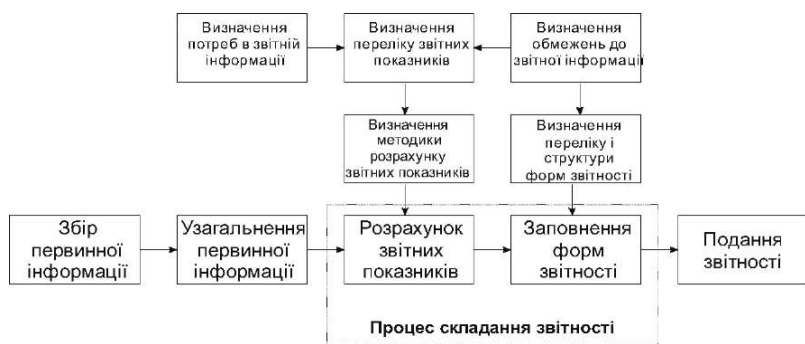 Визначення
потреб в звітній
інформації
Визначення
переліку звітних
показників
Визначення
обмежень до
звітної інформації
Визначення
методики
розрахунку
звітних показників
Визначення
переліку і
структури
форм звітності
Збір
первинної
інформації
Узагальнення
первинної
інформації
Розрахунок
звітних
показників
Заповнення
форм
звітності
Подання
звітності
Процес складання звітності